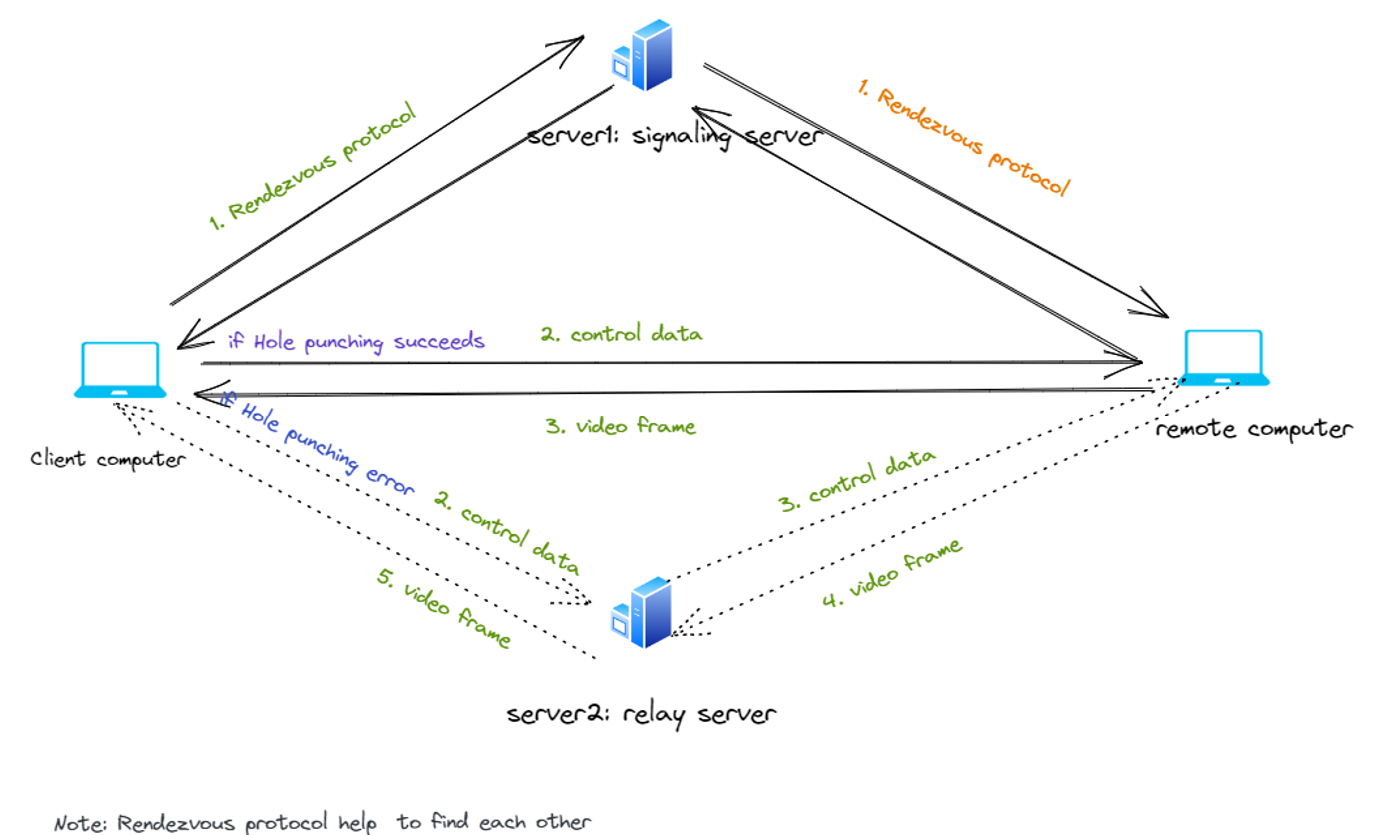 1. Rendezvous protocol
1. Rendezvous protocol
server1: signaling server
if Hole punching succeeds
2. control data
3. video frame
Client computer
remote computer
if Hole punching error
2. control data
3. control data
5. video frame
4. video frame
server2: relay server
Note: Rendezvous protocol help to find each other